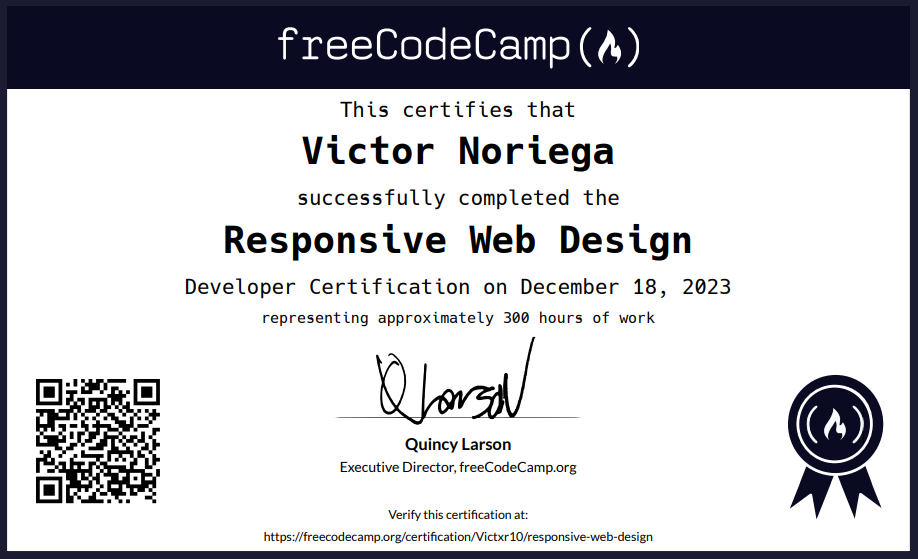 freeCodeCamp
This certifies that
Victor Noriega
successfully completed the
Responsive Web Design
Developer Certification on December 18, 2023
representing approximately 300 hours of work
Q Larson
Quincy Larson
Executive Director, freeCodeCamp.org
Verify this certification at:
https://freecodecamp.org/certification/Victxr10/responsive-web-design